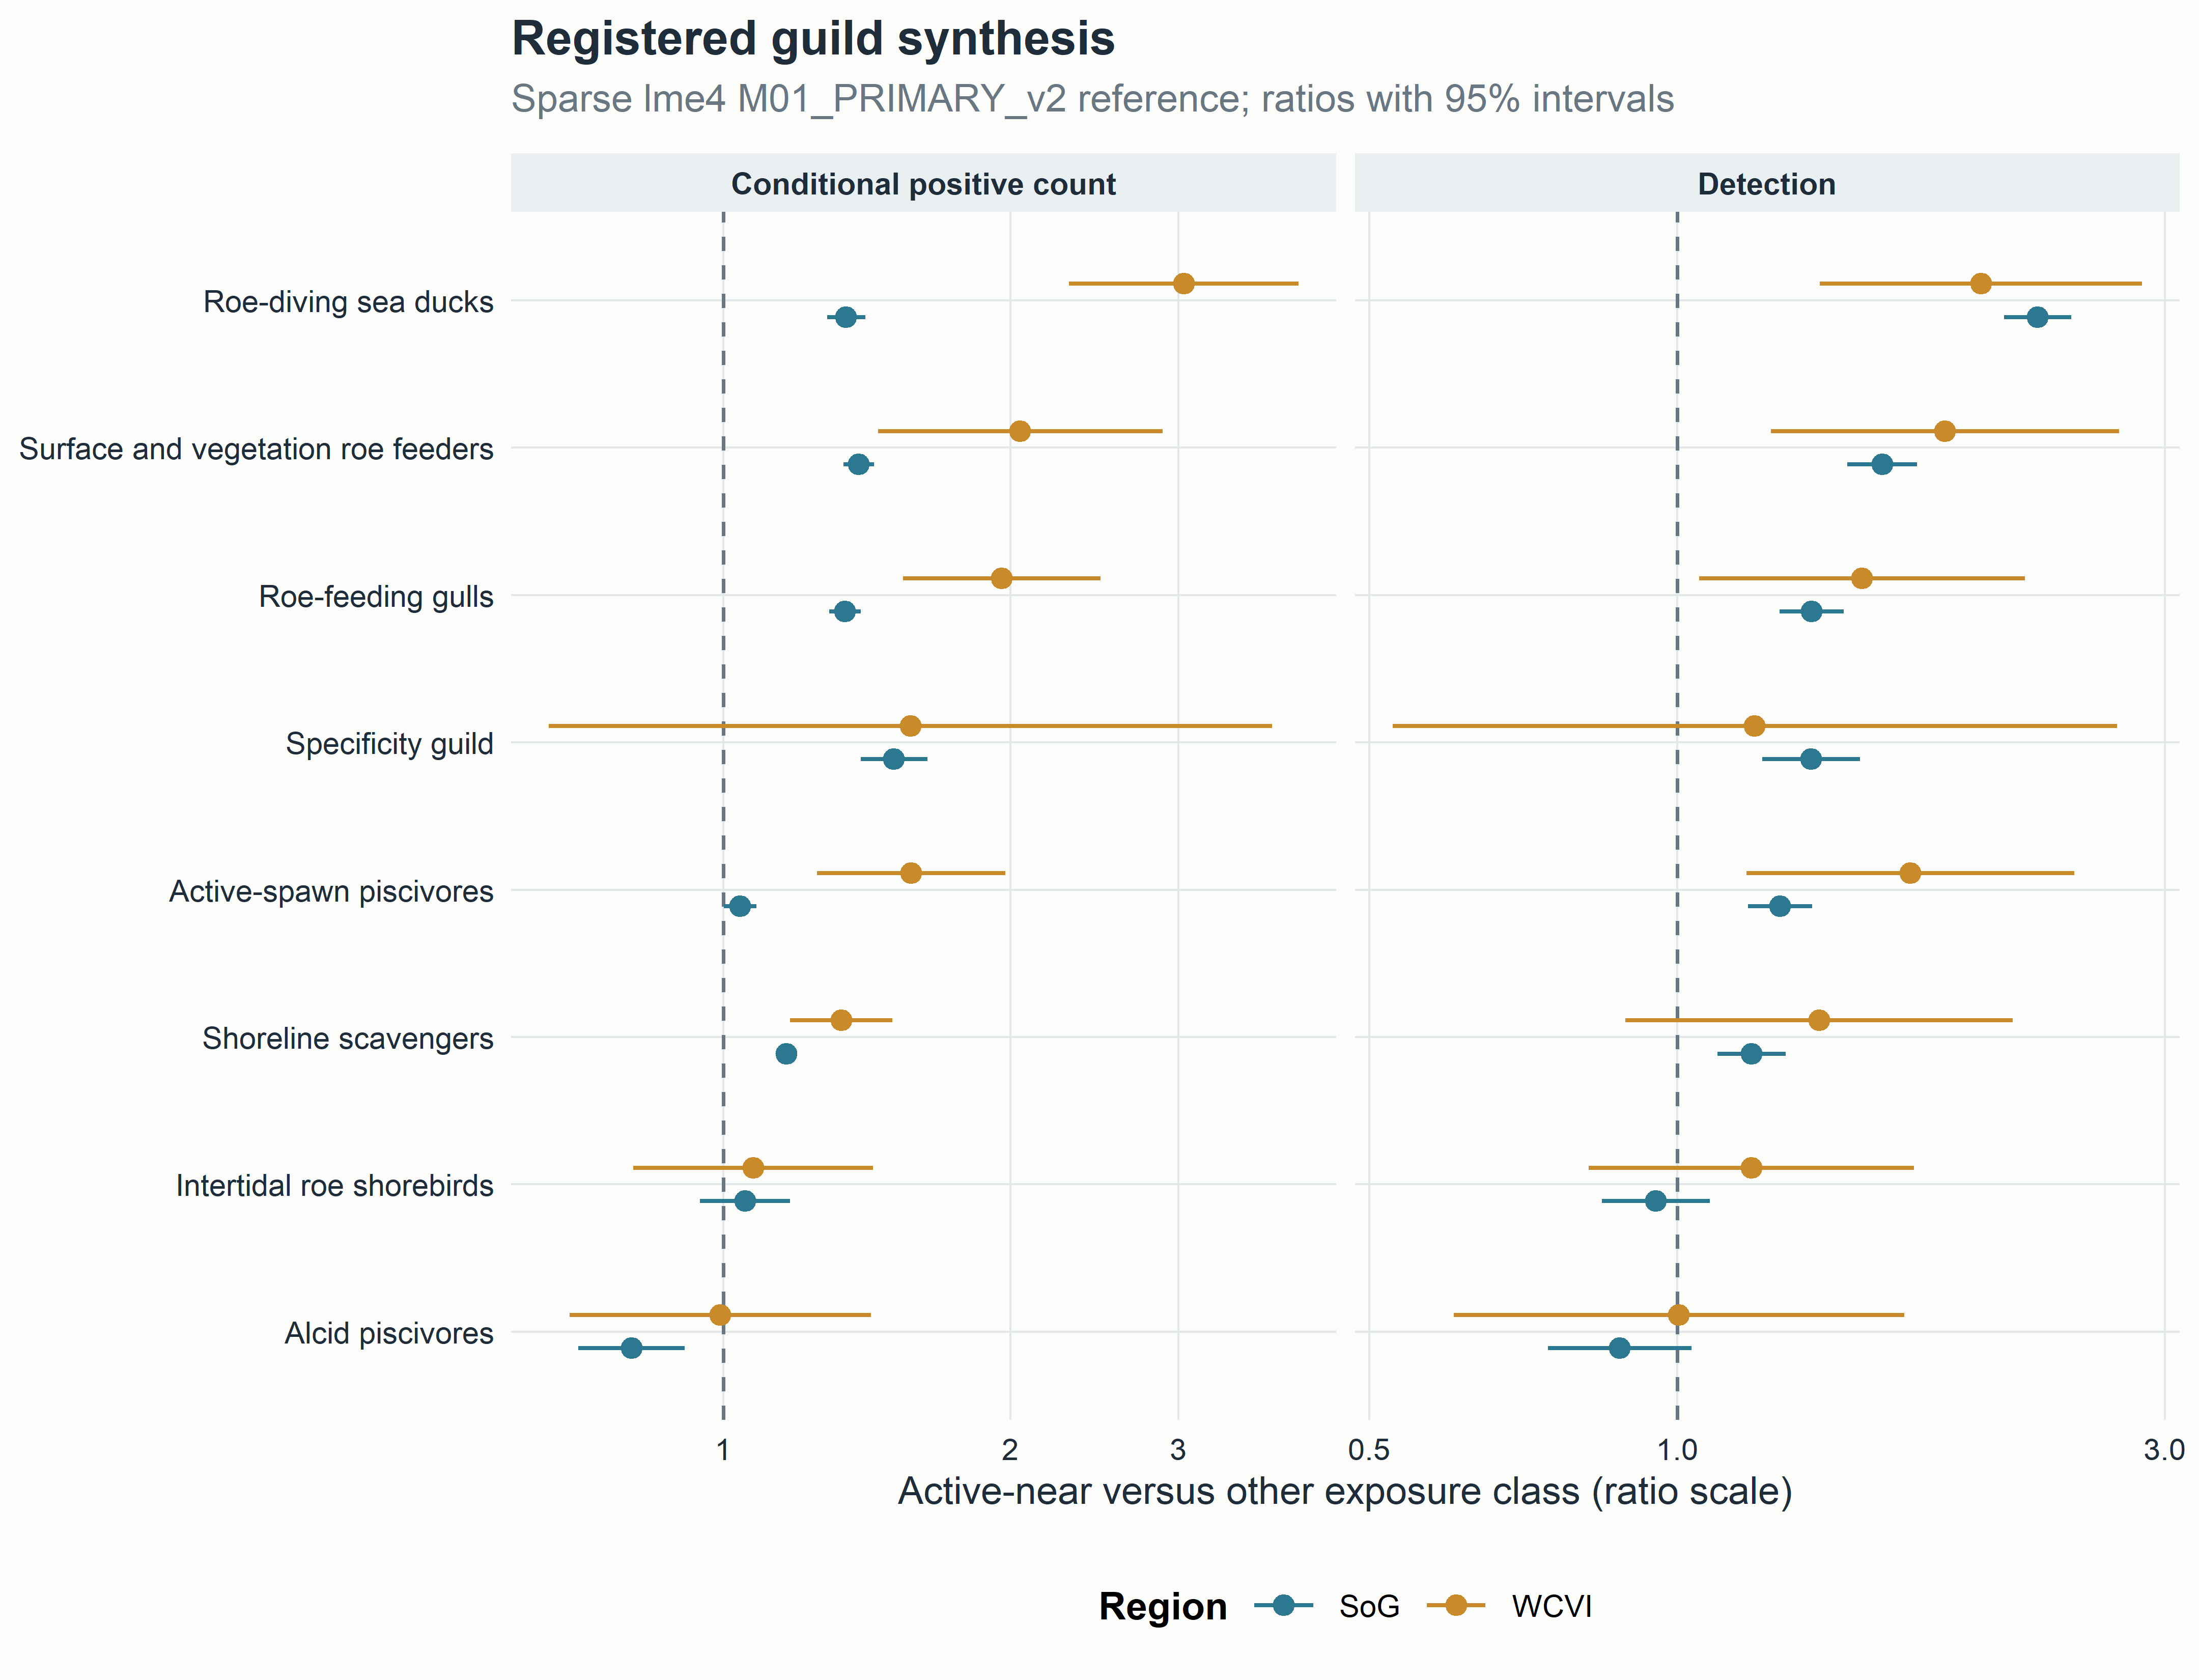 Registered guild synthesis
Sparse lme4 M01_PRIMARY_v2 reference; ratios with 95% intervals
Conditional positive count
Detection
Roe-diving sea ducks
Surface and vegetation roe feeders
Roe-feeding gulls
Specificity guild
Active-spawn piscivores
Shoreline scavengers
Intertidal roe shorebirds
Alcid piscivores
1 2 3 0.5 1.0 3.0
Active-near versus other exposure class (ratio scale)
Region SoG WCVI